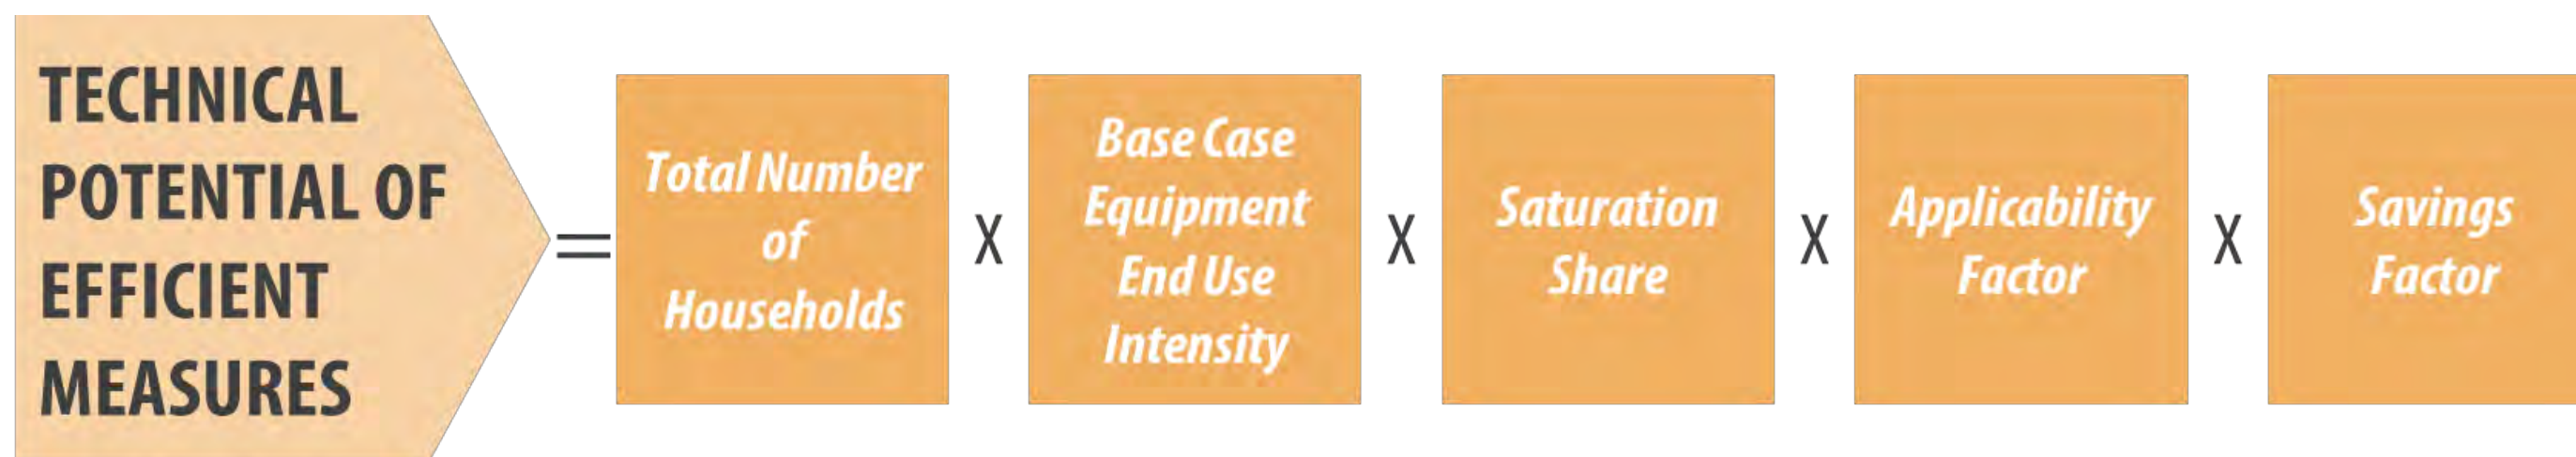 TECHNICAL
POTENTIAL OF
EFFICIENT
MEASURES
=
Total Number
of
Households
X
Base Case
Equipment
End Use
Intensity
X
Saturation
Share
X
Applicability
Factor
X
Savings
Factor